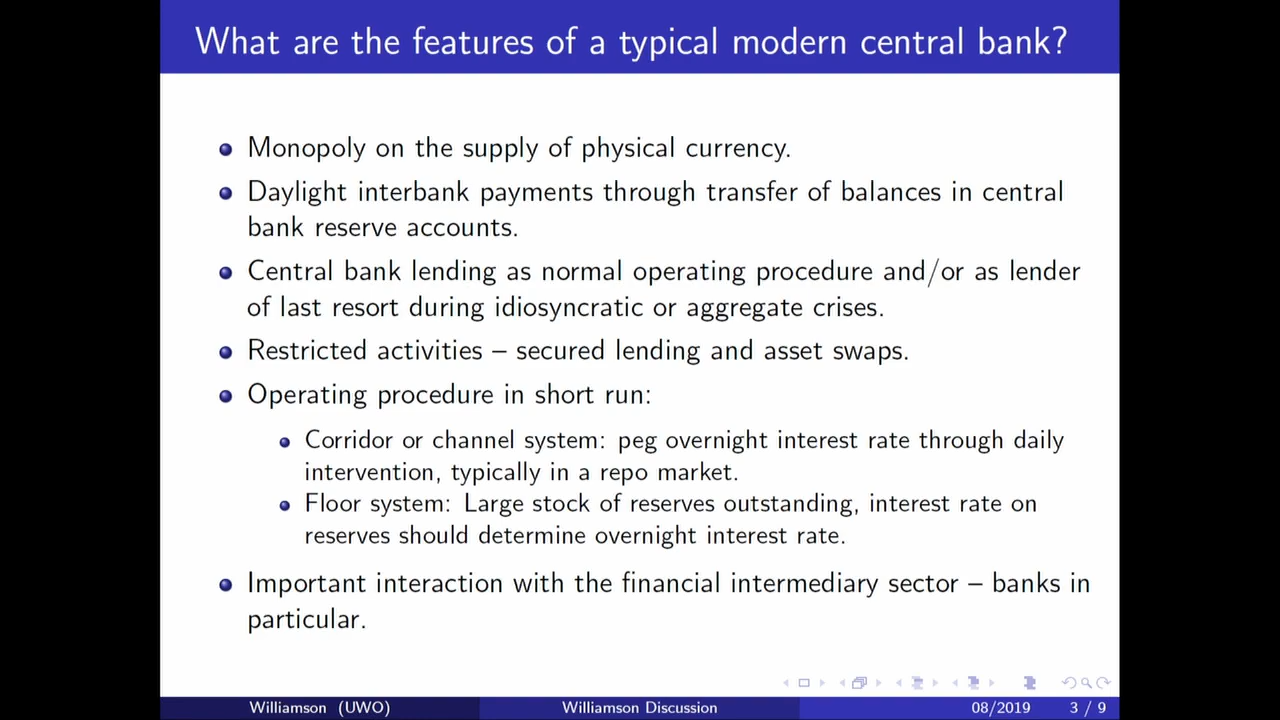 What are the features of a typical modern central bank?
Monopoly on the supply of physical currency.
Daylight interbank payments through transfer of balances in central
bank reserve accounts.
Central bank lending as normal operating procedure and/or as lender
of last resort during idiosyncratic or aggregate crises.
Restricted activities – secured lending and asset swaps.
Operating procedure in short run:
Corridor or channel system: peg overnight interest rate through daily
intervention, typically in a repo market.
Floor system: Large stock of reserves outstanding, interest rate on
reserves should determine overnight interest rate.
Important interaction with the financial intermediary sector – banks in
particular.
Williamson (UWO) Williamson Discussion 08/2019 3 / 9